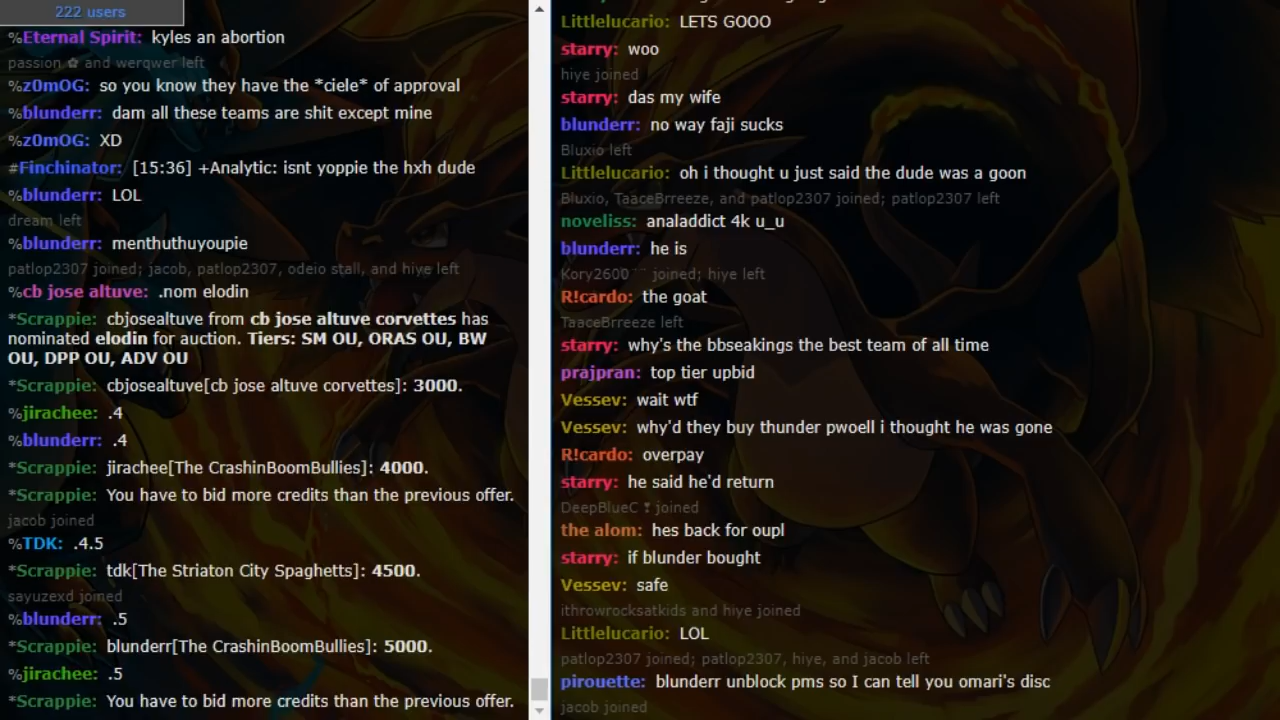 222 users
%Eternal Spirit: kyles an abortion
passion ✿ and werqwer left
%z0mOG: so you know they have the *ciele* of approval
%blunderr: dam all these teams are shit except mine
%z0mOG: XD
#Finchinator: [15:36] +Analytic: isnt yoppie the hxh dude
%blunderr: LOL
dream left
%blunderr: menthuthuyoupie
patlop2307 joined; jacob, patlop2307, odeio stall, and hiye left
%cb jose altuve: .nom elodin
*Scrappie: cbjosealtuve from cb jose altuve corvettes has
nominated elodin for auction. Tiers: SM OU, ORAS OU, BW
OU, DPP OU, ADV OU
*Scrappie: cbjosealtuve[cb jose altuve corvettes]: 3000.
%jirachee: .4
%blunderr: .4
*Scrappie: jirachee[The CrashinBoomBullies]: 4000.
*Scrappie: You have to bid more credits than the previous offer.
jacob joined
%TDK: .4.5
*Scrappie: tdk[The Striaton City Spaghetts]: 4500.
sayuzexd joined
%blunderr: .5
*Scrappie: blunderr[The CrashinBoomBullies]: 5000.
%jirachee: .5
*Scrappie: You have to bid more credits than the previous offer.
Littlelucario: LETS GOOO
starry: woo
hiye joined
starry: das my wife
blunderr: no way faji sucks
Bluxio left
Littlelucario: oh i thought u just said the dude was a goon
Bluxio, TaaceBrreeze, and patlop2307 joined; patlop2307 left
noveliss: analaddict 4k u_u
blunderr: he is
Kory2600 joined; hiye left
R!cardo: the goat
TaaceBrreeze left
starry: why's the bbseakings the best team of all time
prajpran: top tier upbid
Vessev: wait wtf
Vessev: why'd they buy thunder pwoell i thought he was gone
R!cardo: overpay
starry: he said he'd return
DeepBlueC ❢ joined
the alom: hes back for oupl
starry: if blunder bought
Vessev: safe
ithrowrocksatkids and hiye joined
Littlelucario: LOL
patlop2307 joined; patlop2307, hiye, and jacob left
pirouette: blunderr unblock pms so I can tell you omari's disc
jacob joined